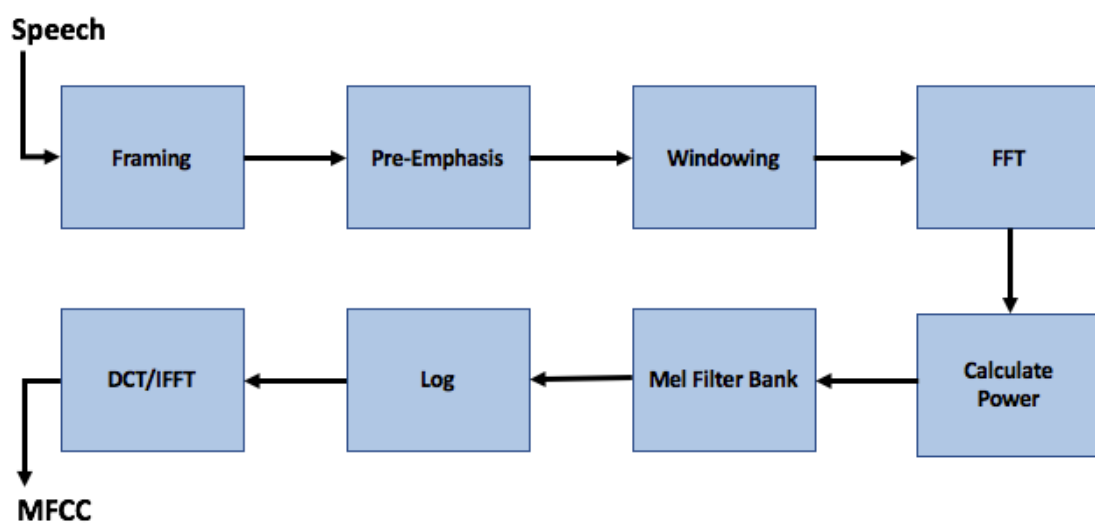 Speech
Framing
Pre-Emphasis
Windowing
FFT
Calculate
Power
Mel Filter Bank
Log
DCT/IFFT
MFCC